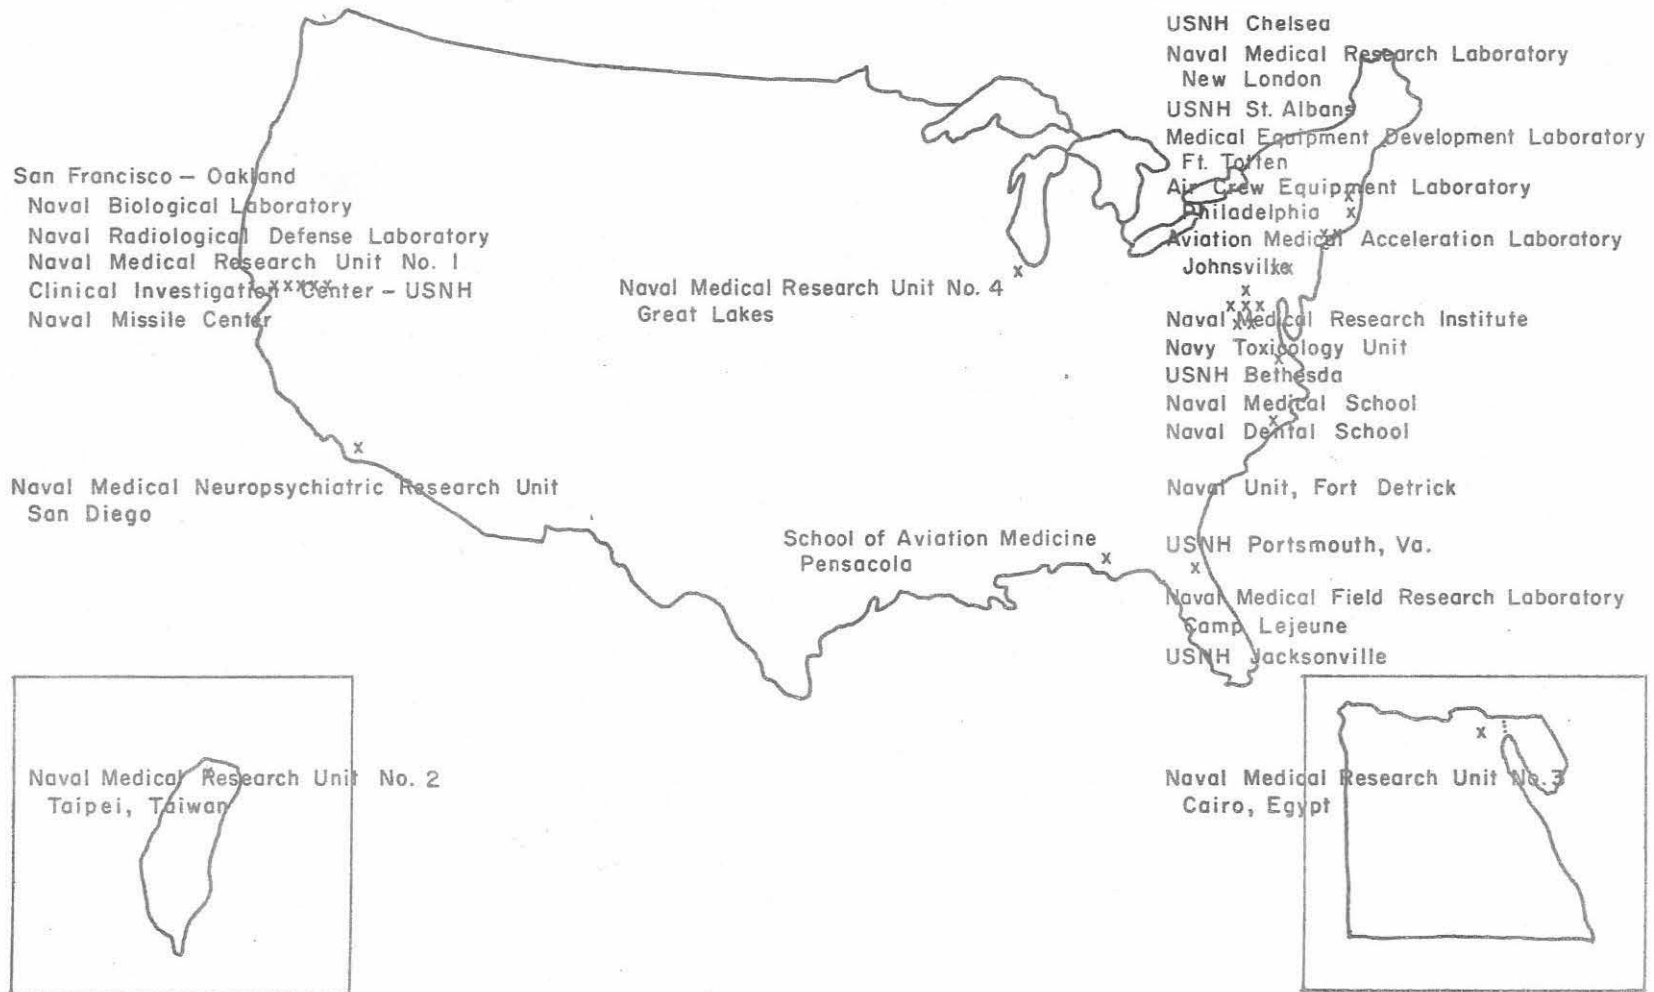 San Francisco – Oakland
Naval Biological Laboratory
Naval Radiological Defense Laboratory
Naval Medical Research Unit No. 1
Clinical Investigation Center – USNH
Naval Missile Center
Naval Medical Neuropsychiatric Research Unit
San Diego
Naval Medical Research Unit No. 4
Great Lakes
School of Aviation Medicine
Pensacola
USNH Chelsea
Naval Medical Research Laboratory
New London
USNH St. Albans
Medical Equipment Development Laboratory
Ft. Totten
Air Crew Equipment Laboratory
Philadelphia
Aviation Medical Acceleration Laboratory
Johnsville
Naval Medical Research Institute
Navy Toxicology Unit
USNH Bethesda
Naval Medical School
Naval Dental School
Naval Unit, Fort Detrick
USNH Portsmouth, Va.
Naval Medical Field Research Laboratory
Camp Lejeune
USNH Jacksonville
Naval Medical Research Unit No. 2
Taipei, Taiwan
Naval Medical Research Unit No. 3
Cairo, Egypt